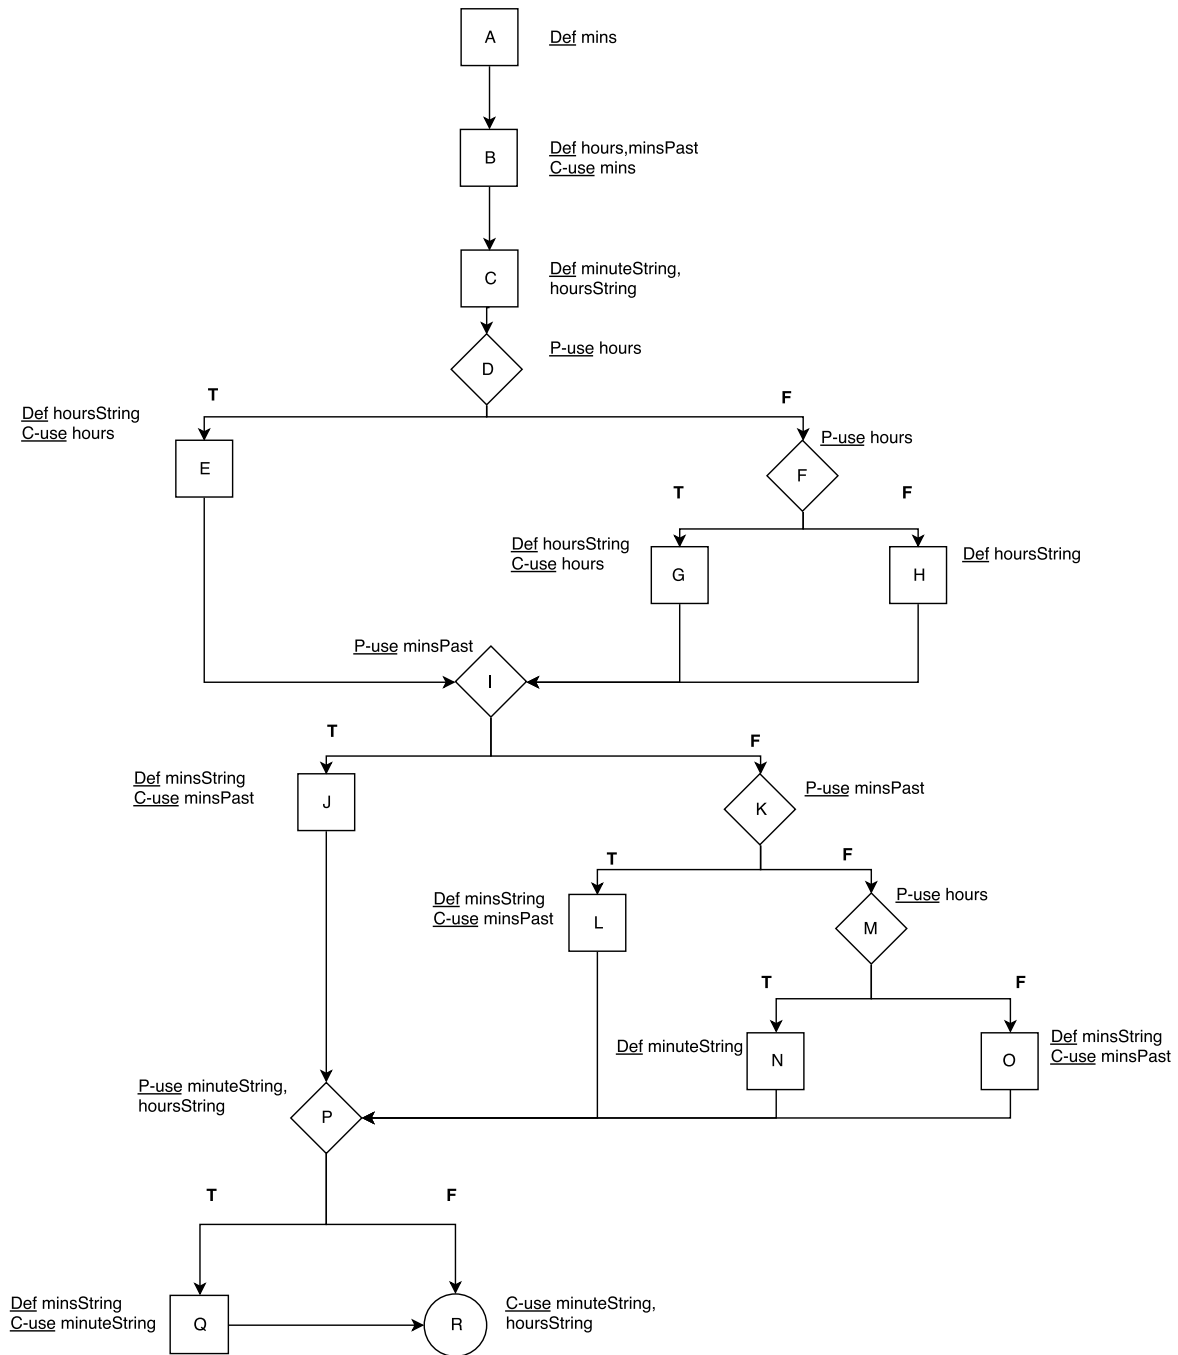 A
Def mins
B
Def hours,minsPast
C-use mins
C
Def minuteString,
hoursString
D
P-use hours
T
F
Def hoursString
C-use hours
E
P-use hours
F
T
F
Def hoursString
C-use hours
G
H
Def hoursString
P-use minsPast
I
T
F
Def minsString
C-use minsPast
J
P-use minsPast
K
T
F
Def minsString
C-use minsPast
L
P-use hours
M
T
F
Def minuteString
N
O
Def minsString
C-use minsPast
P-use minuteString,
hoursString
P
T
F
Def minsString
C-use minuteString
Q
R
C-use minuteString,
hoursString